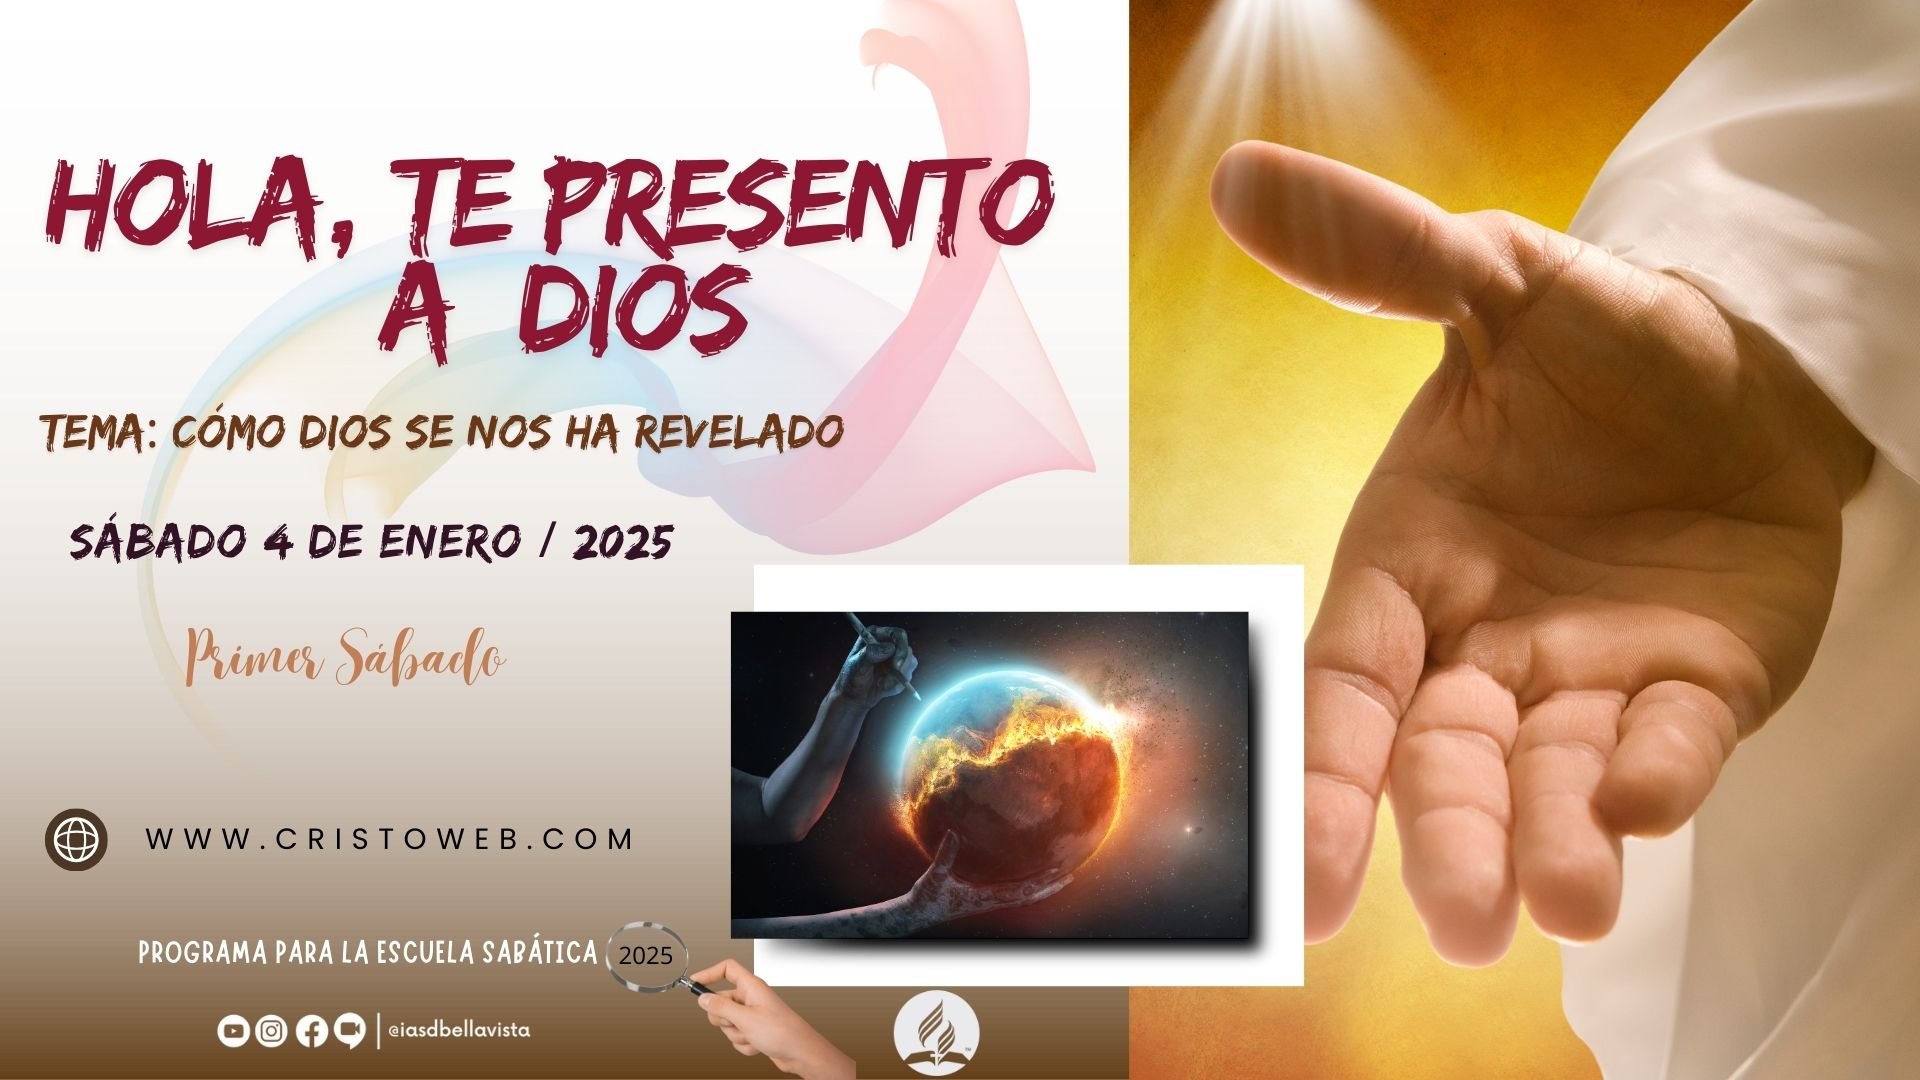 HOLA, TE PRESENTO
A DIOS
TEMA: CÓMO DIOS SE NOS HA REVELADO
SÁBADO 4 DE ENERO / 2025
Primer Sábado
WWW.CRISTOWEB.COM
PROGRAMA PARA LA ESCUELA SABÁTICA 2025
@iasdbellavista